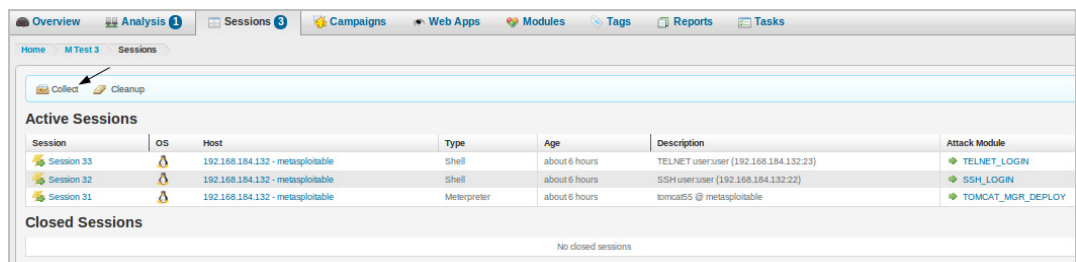 Overview Analysis 1 Sessions 3 Campaigns Web Apps Modules Tags Reports Tasks
Home M Test 3 Sessions
Collect Cleanup
Active Sessions
Session OS Host Type Age Description Attack Module
Session 33 192.168.184.132 - metasploitable Shell about 6 hours TELNET user:user (192.168.184.132:23) TELNET_LOGIN
Session 32 192.168.184.132 - metasploitable Shell about 6 hours SSH user:user (192.168.184.132:22) SSH_LOGIN
Session 31 192.168.184.132 - metasploitable Meterpreter about 6 hours tomcat55 @ metasploitable TOMCAT_MGR_DEPLOY
Closed Sessions
No closed sessions